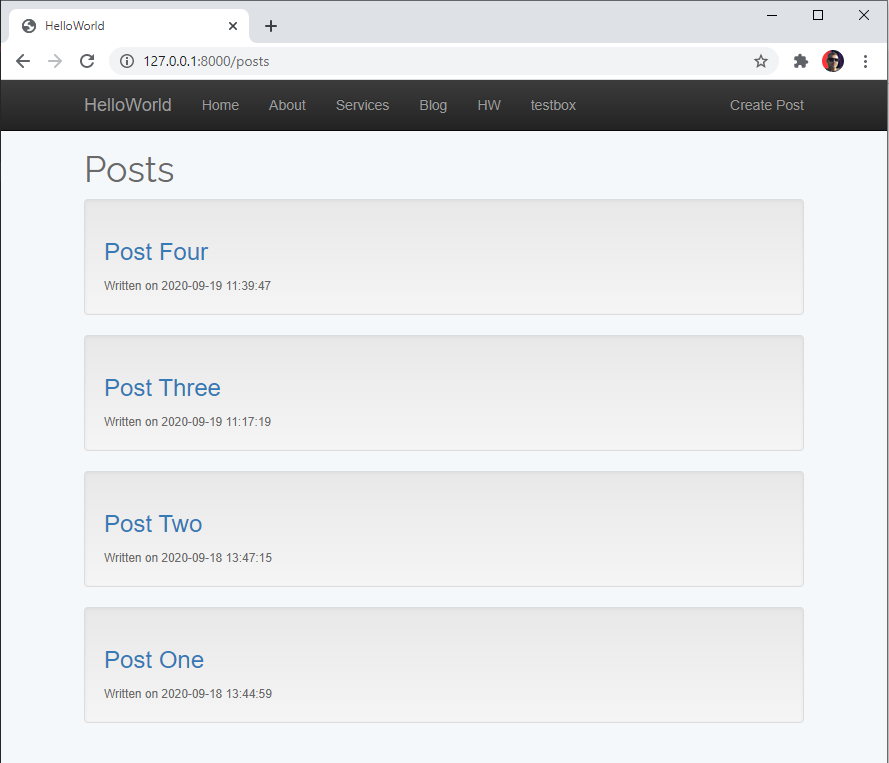 HelloWorld
127.0.0.1:8000/posts
HelloWorld Home About Services Blog HW testbox Create Post
Posts
Post Four
Written on 2020-09-19 11:39:47
Post Three
Written on 2020-09-19 11:17:19
Post Two
Written on 2020-09-18 13:47:15
Post One
Written on 2020-09-18 13:44:59